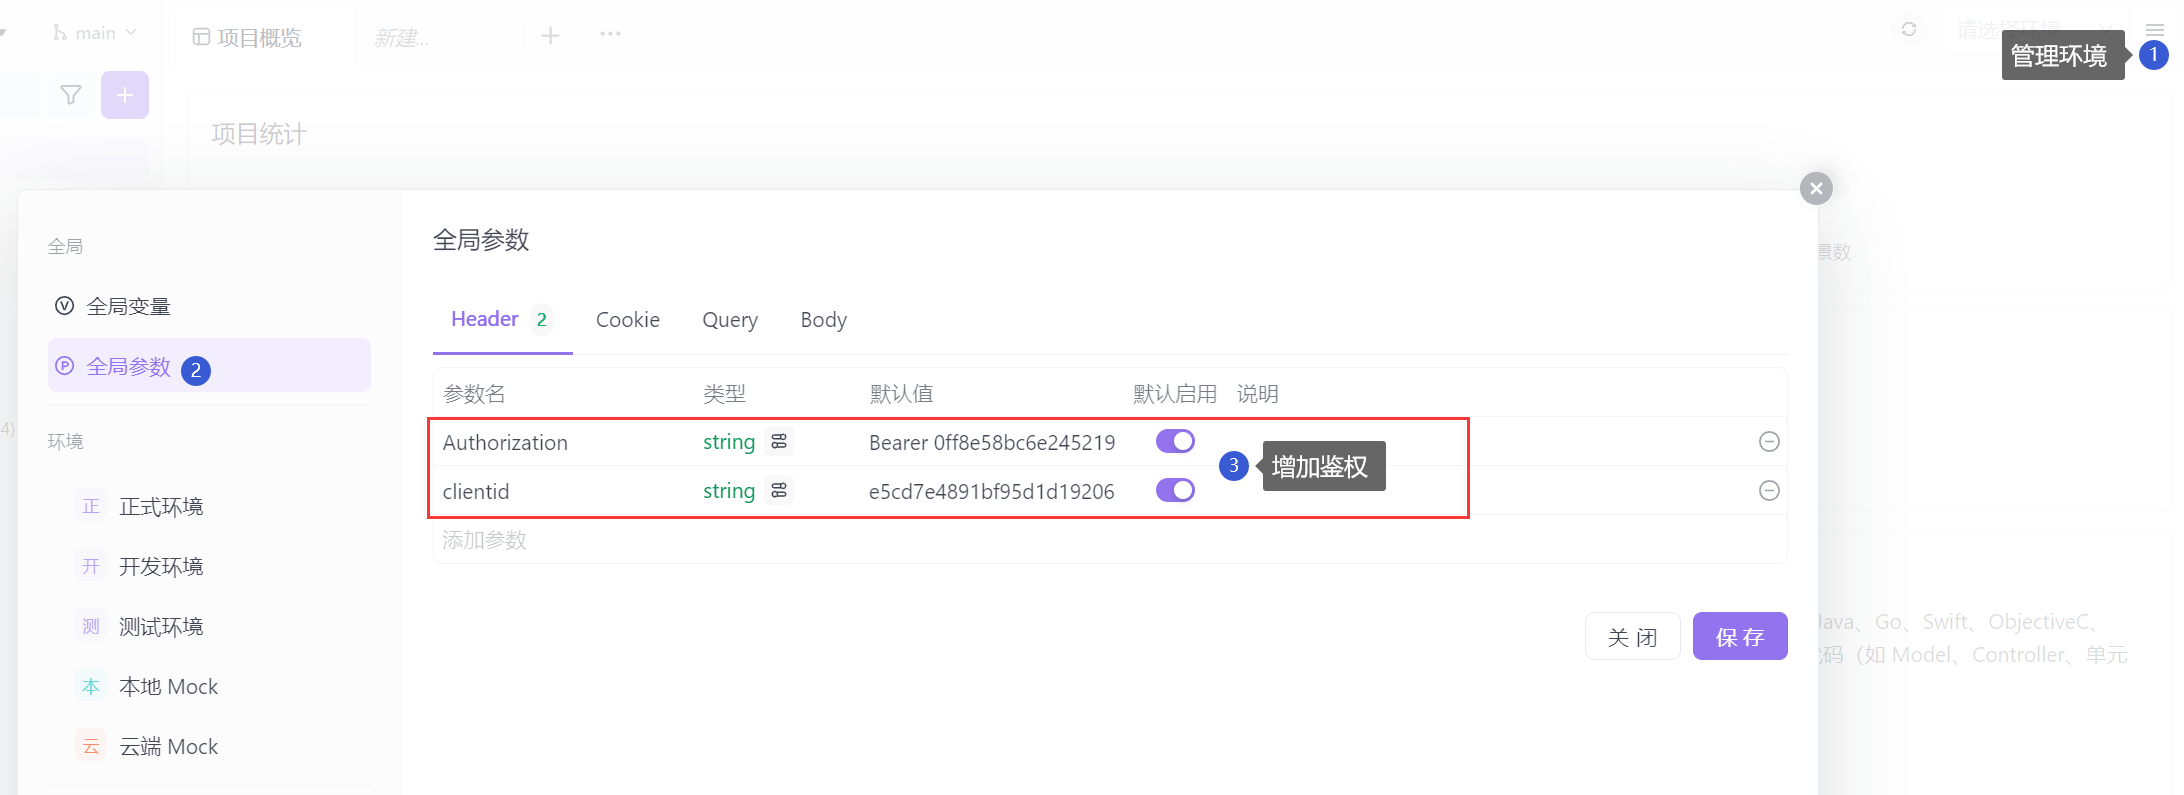 main
项目概览
新建...
请选择环境
管理环境
1
项目统计
景数
全局
全局变量
全局参数
2
环境
正 正式环境
开 开发环境
测 测试环境
本 本地 Mock
云 云端 Mock
全局参数
Header 2 Cookie Query Body
参数名 类型 默认值 默认启用 说明
Authorization string Bearer 0ff8e58bc6e245219
clientid string e5cd7e4891bf95d1d19206
3 增加鉴权
添加参数
关 闭 保 存
4)
Java、Go、Swift、ObjectiveC、
码（如 Model、Controller、单元